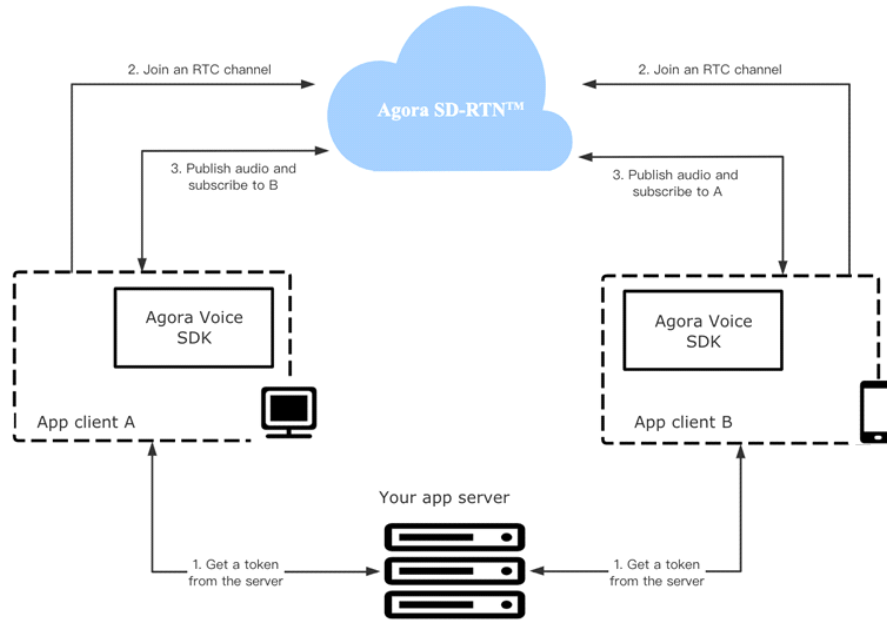 2. Join an RTC channel
2. Join an RTC channel
Agora SD-RTN™
3. Publish audio and
subscribe to B
3. Publish audio and
subscribe to A
Agora Voice
SDK
Agora Voice
SDK
App client A
App client B
Your app server
1. Get a token
from the server
1. Get a token
from the server